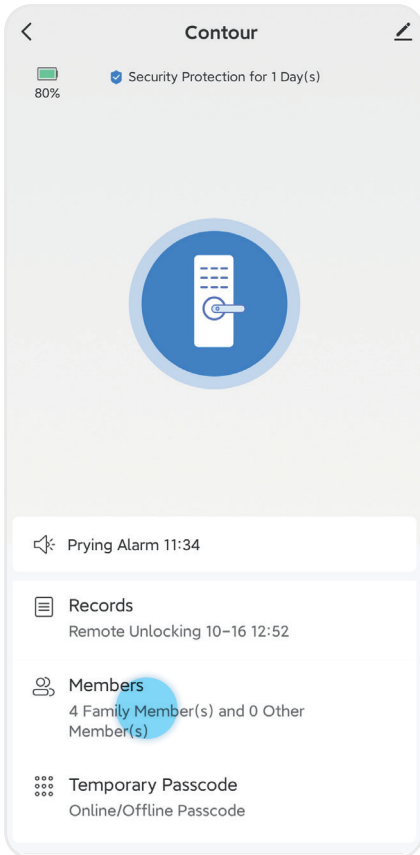 Contour
80%
Security Protection for 1 Day(s)
Prying Alarm 11:34
Records
Remote Unlocking 10-16 12:52
Members
4 Family Member(s) and 0 Other
Member(s)
Temporary Passcode
Online/Offline Passcode